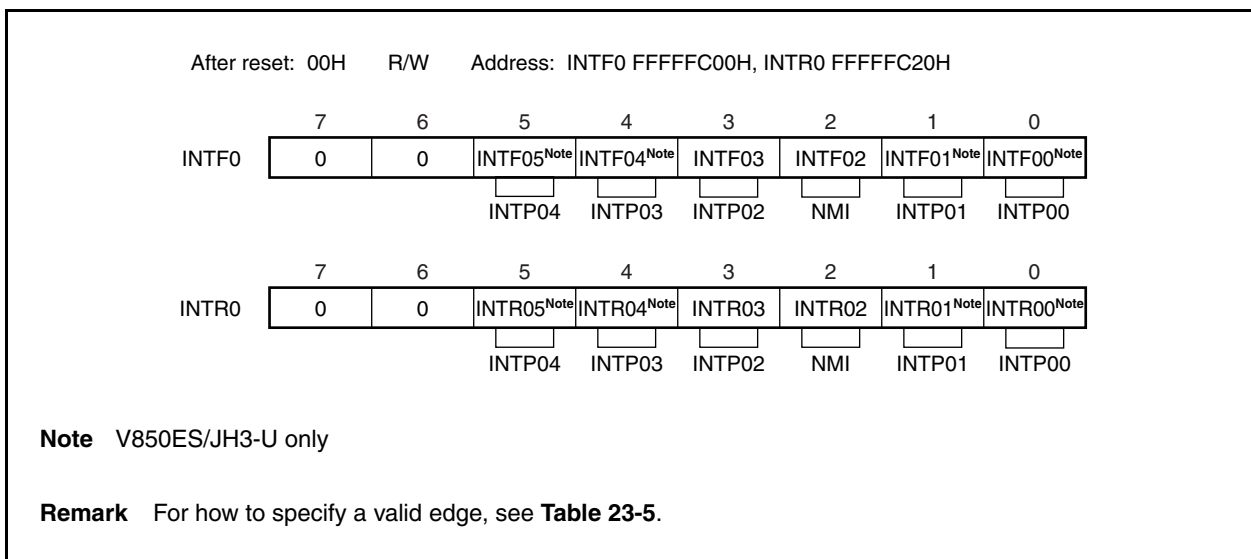 After reset: 00H R/W Address: INTF0 FFFFFC00H, INTR0 FFFFFC20H
7 6 5 4 3 2 1 0
INTF0 0 0 INTF05Note INTF04Note INTF03 INTF02 INTF01Note INTF00Note
INTP04 INTP03 INTP02 NMI INTP01 INTP00
7 6 5 4 3 2 1 0
INTR0 0 0 INTR05Note INTR04Note INTR03 INTR02 INTR01Note INTR00Note
INTP04 INTP03 INTP02 NMI INTP01 INTP00
Note V850ES/JH3-U only
Remark For how to specify a valid edge, see Table 23-5.